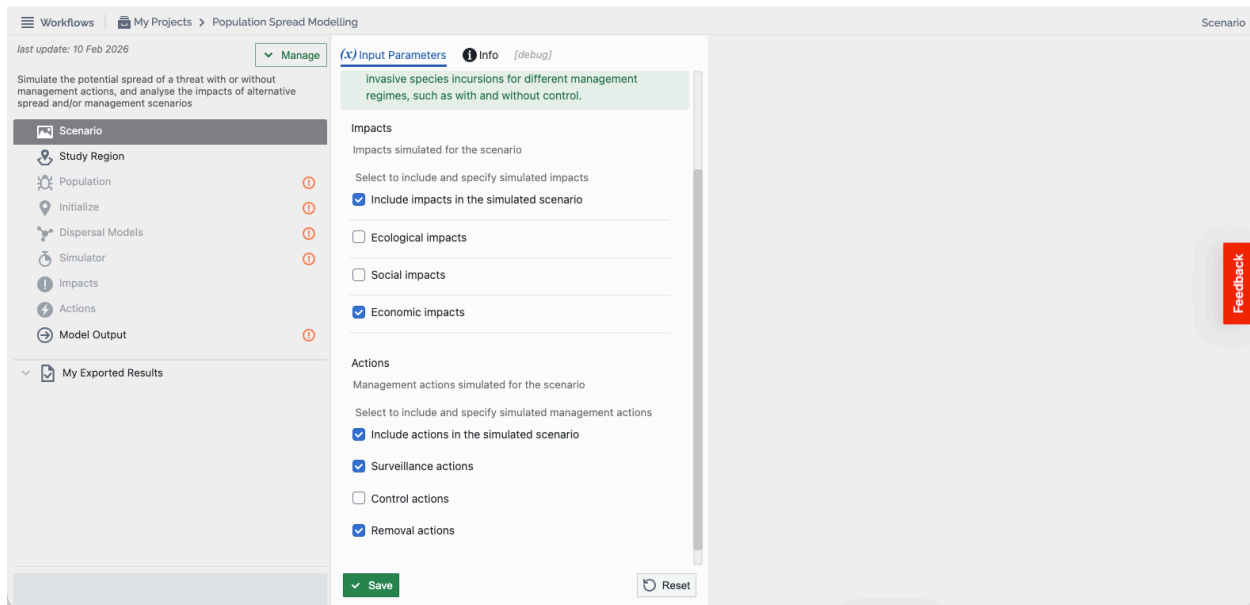 Workflows
My Projects > Population Spread Modelling
Scenario
last update: 10 Feb 2026
Manage
Simulate the potential spread of a threat with or without
management actions, and analyse the impacts of alternative
spread and/or management scenarios
Scenario
Study Region
Population
Initialize
Dispersal Models
Simulator
Impacts
Actions
Model Output
My Exported Results
(x) Input Parameters
Info
[debug]
invasive species incursions for different management
regimes, such as with and without control.
Impacts
Impacts simulated for the scenario
Select to include and specify simulated impacts
Include impacts in the simulated scenario
Ecological impacts
Social impacts
Economic impacts
Actions
Management actions simulated for the scenario
Select to include and specify simulated management actions
Include actions in the simulated scenario
Surveillance actions
Control actions
Removal actions
Save
Reset
Feedback